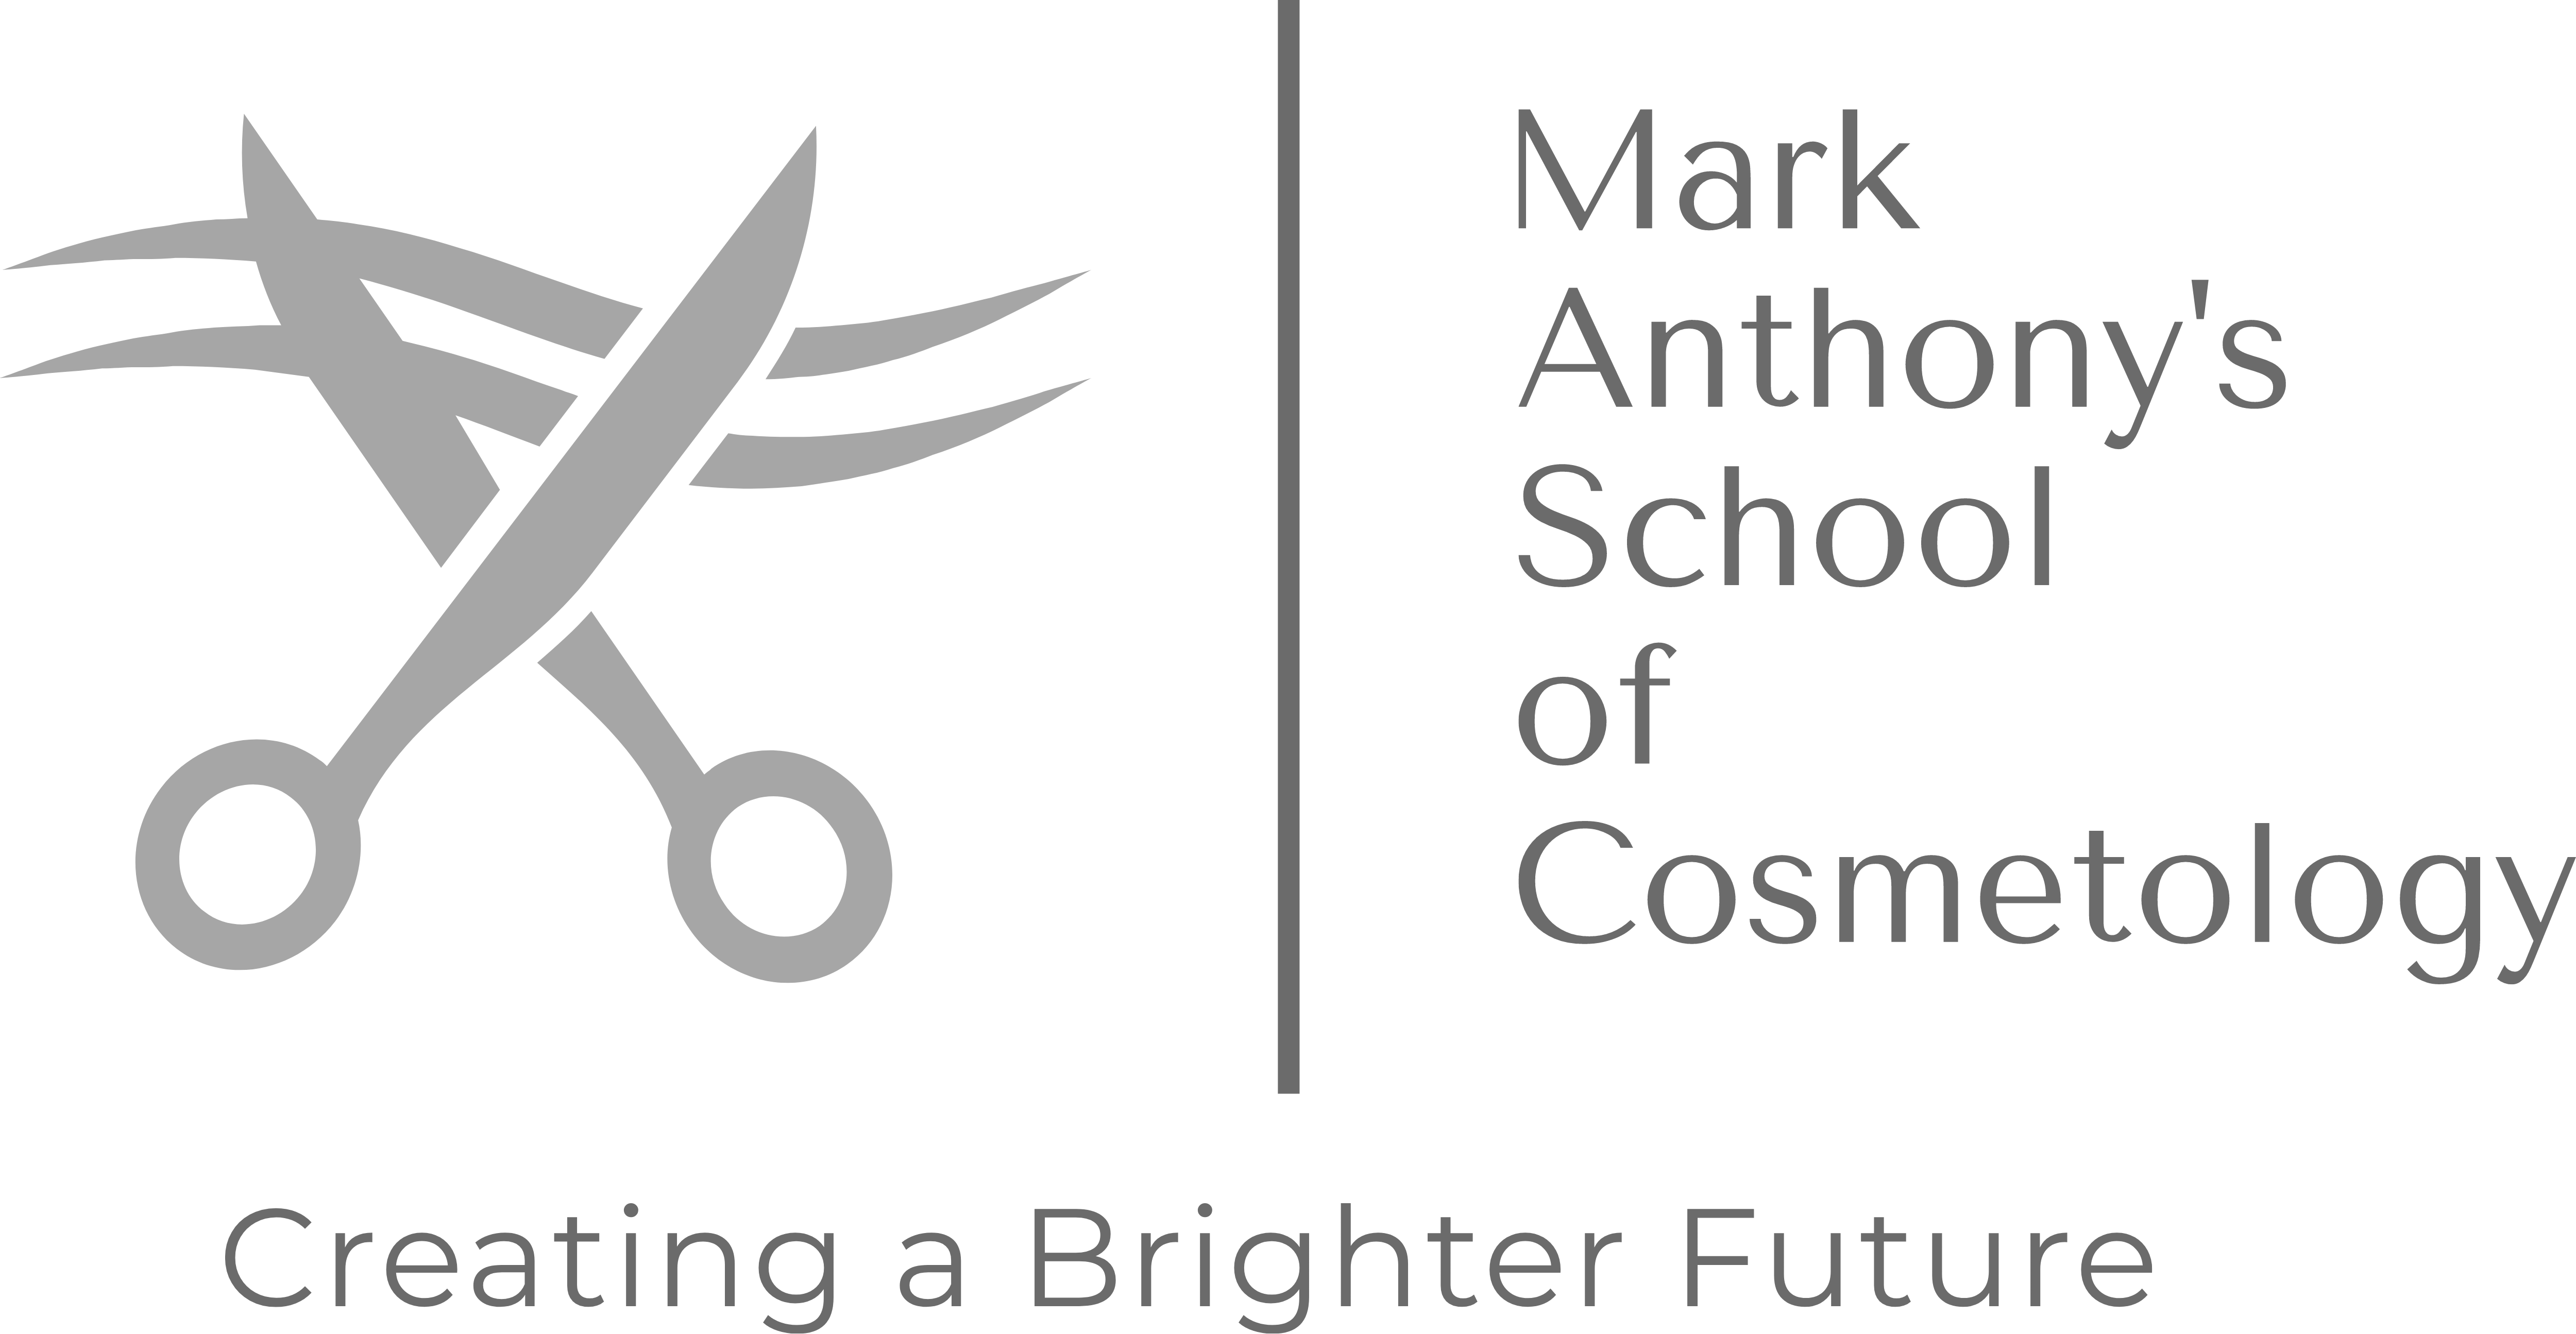 Mark
Anthony's
School
of
Cosmetology
Creating a Brighter Future